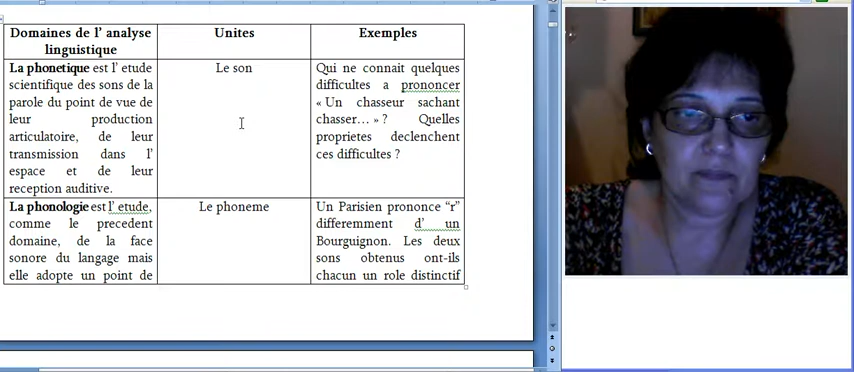 Domaines de l' analyse
linguistique
Unites
Exemples
La phonetique est l' etude
scientifique des sons de la
parole du point de vue de
leur production
articulatoire, de leur
transmission dans l'
espace et de leur
reception auditive.
Le son
Qui ne connait quelques
difficultes a prononcer
« Un chasseur sachant
chasser... » ? Quelles
proprietes declenchent
ces difficultes ?
La phonologie est l' etude,
comme le precedent
domaine, de la face
sonore du langage mais
elle adopte un point de
Le phoneme
Un Parisien prononce “r”
differemment d' un
Bourguignon. Les deux
sons obtenus ont-ils
chacun un role distinctif